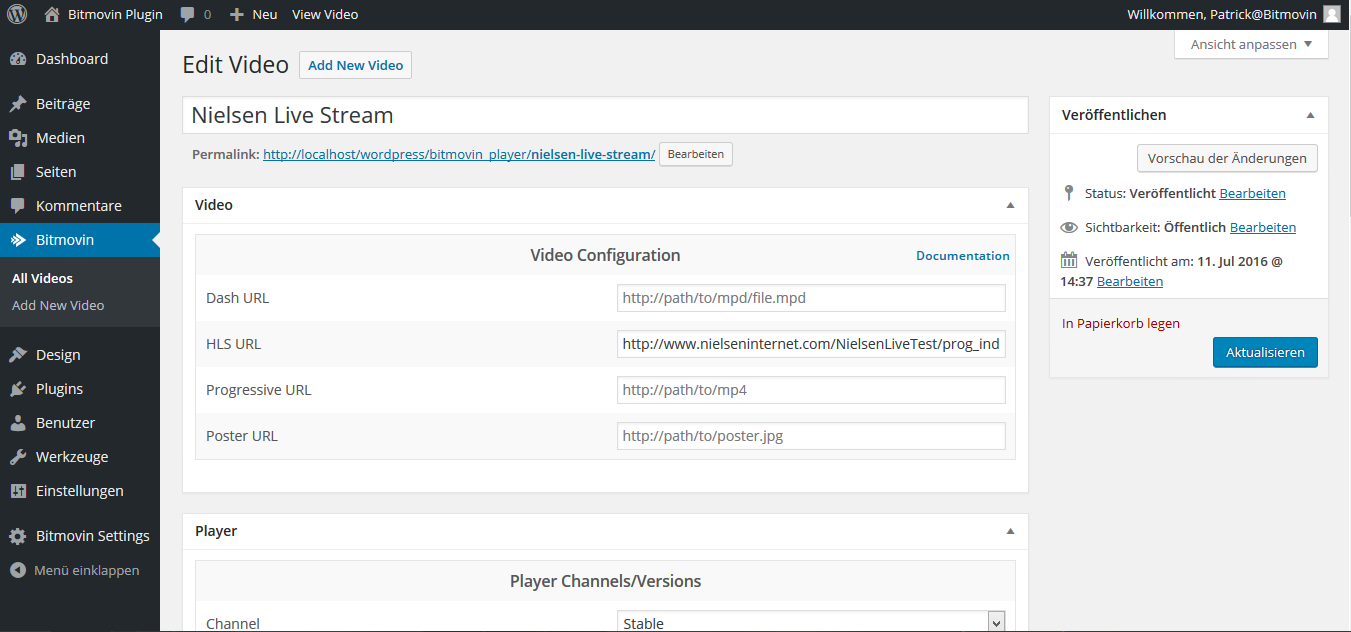 Bitmovin Plugin 0 Neu View Video Willkommen, Patrick@Bitmovin
Dashboard
Beiträge
Medien
Seiten
Kommentare
Bitmovin
All Videos
Add New Video
Design
Plugins
Benutzer
Werkzeuge
Einstellungen
Bitmovin Settings
Menü einklappen
Ansicht anpassen
Edit Video Add New Video
Nielsen Live Stream
Permalink: http://localhost/wordpress/bitmovin_player/nielsen-live-stream/ Bearbeiten
Video
Video Configuration Documentation
Dash URL http://path/to/mpd/file.mpd
HLS URL http://www.nielseninternet.com/NielsenLiveTest/prog_ind
Progressive URL http://path/to/mp4
Poster URL http://path/to/poster.jpg
Player
Player Channels/Versions
Channel Stable
Veröffentlichen
Vorschau der Änderungen
Status: Veröffentlicht Bearbeiten
Sichtbarkeit: Öffentlich Bearbeiten
Veröffentlicht am: 11. Jul 2016 @
14:37 Bearbeiten
In Papierkorb legen
Aktualisieren